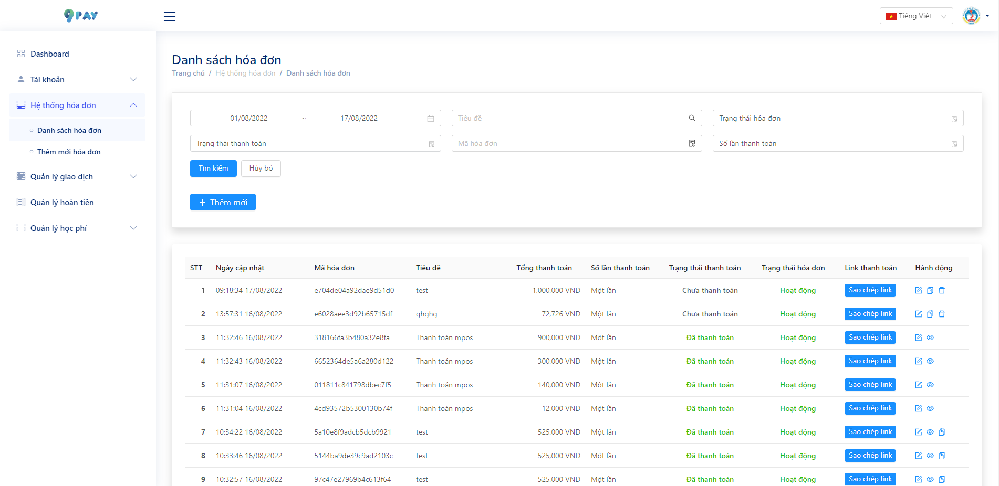 9PAY
Tiếng Việt
Dashboard
Tài khoản
Hệ thống hóa đơn
Danh sách hóa đơn
Thêm mới hóa đơn
Quản lý giao dịch
Quản lý hoàn tiền
Quản lý học phí
Danh sách hóa đơn
Trang chủ / Hệ thống hóa đơn / Danh sách hóa đơn
01/08/2022 ~ 17/08/2022 Tiêu đề Trạng thái hóa đơn
Trạng thái thanh toán Mã hóa đơn Số lần thanh toán
Tìm kiếm Hủy bỏ
+ Thêm mới
STT Ngày cập nhật Mã hóa đơn Tiêu đề Tổng thanh toán Số lần thanh toán Trạng thái thanh toán Trạng thái hóa đơn Link thanh toán Hành động
1 09:18:34 17/08/2022 e704de04a92dae9d51d0 test 1,000,000 VND Một lần Chưa thanh toán Hoạt động Sao chép link
2 13:57:31 16/08/2022 e6028aee3d92b65715df ghghg 72,726 VND Một lần Chưa thanh toán Hoạt động Sao chép link
3 11:32:46 16/08/2022 318166fa3b480a32e8fa Thanh toán mpos 900,000 VND Một lần Đã thanh toán Hoạt động Sao chép link
4 11:32:43 16/08/2022 6652364de5a6a280d122 Thanh toán mpos 300,000 VND Một lần Đã thanh toán Hoạt động Sao chép link
5 11:31:07 16/08/2022 011811c841798dbec7f5 Thanh toán mpos 140,000 VND Một lần Đã thanh toán Hoạt động Sao chép link
6 11:31:04 16/08/2022 4cd93572b5300130b74f Thanh toán mpos 12,000 VND Một lần Đã thanh toán Hoạt động Sao chép link
7 10:34:22 16/08/2022 5a10e8f9adcb5dcb9921 test 525,000 VND Một lần Đã thanh toán Hoạt động Sao chép link
8 10:33:46 16/08/2022 5144ba9de39c9ad2103c test 525,000 VND Một lần Đã thanh toán Hoạt động Sao chép link
9 10:32:57 16/08/2022 97c47e27969b4c613f64 test 525,000 VND Một lần Đã thanh toán Hoạt động Sao chép link